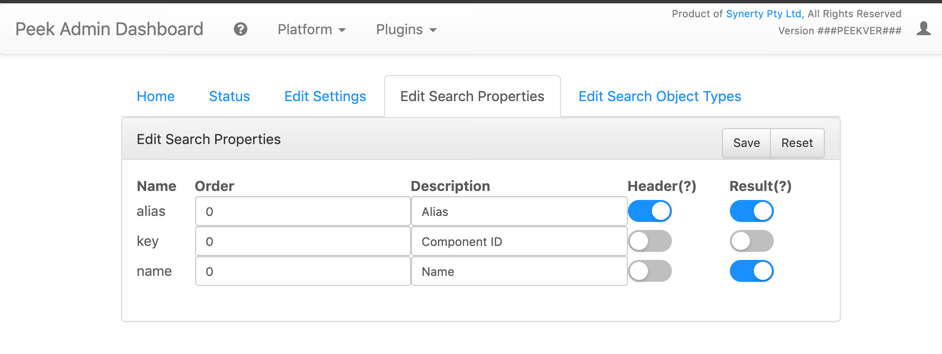 Product of Synerty Pty Ltd, All Rights Reserved
Peek Admin Dashboard ? Platform Plugins Version ###PEEKVER###
Home Status Edit Settings Edit Search Properties Edit Search Object Types
Edit Search Properties Save Reset
Name Order Description Header(?) Result(?)
alias 0 Alias
key 0 Component ID
name 0 Name